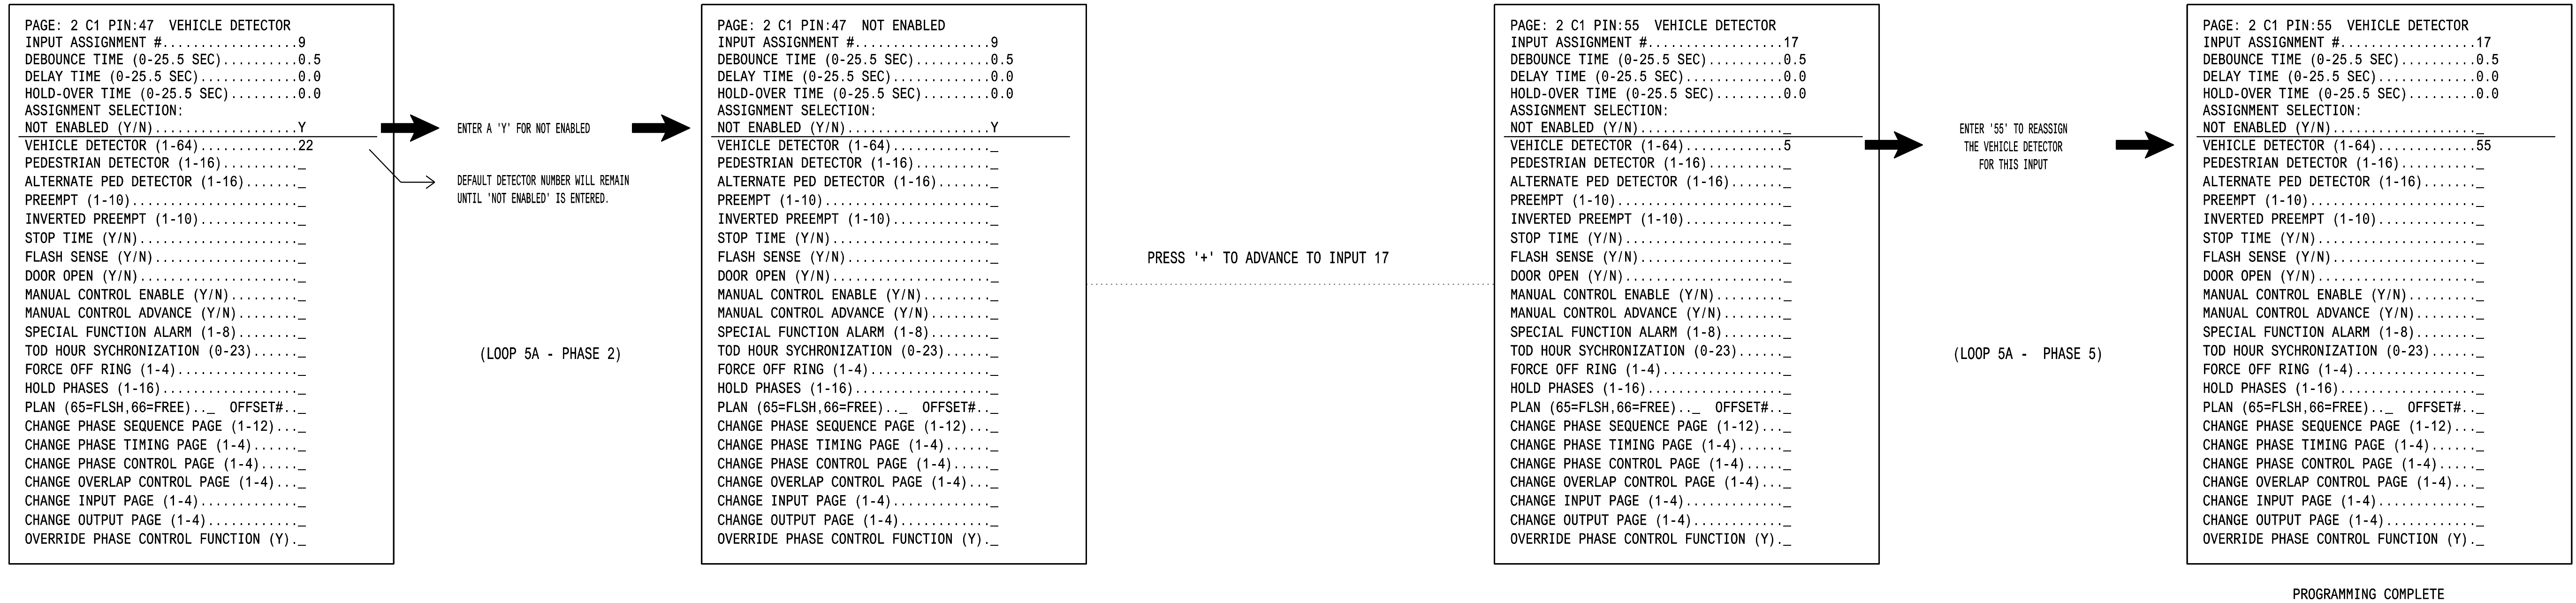 PAGE: 2 C1 PIN:47  VEHICLE DETECTOR
INPUT ASSIGNMENT #..................9
DEBOUNCE TIME (0-25.5 SEC)..........0.5
DELAY TIME (0-25.5 SEC).............0.0
HOLD-OVER TIME (0-25.5 SEC).........0.0
ASSIGNMENT SELECTION:
NOT ENABLED (Y/N)...................Y
VEHICLE DETECTOR (1-64).............22
PEDESTRIAN DETECTOR (1-16)..........._
ALTERNATE PED DETECTOR (1-16)......._
PREEMPT (1-10)......................_
INVERTED PREEMPT (1-10)............._
STOP TIME (Y/N)....................._
FLASH SENSE (Y/N)..................._
DOOR OPEN (Y/N)....................._
MANUAL CONTROL ENABLE (Y/N)........._
MANUAL CONTROL ADVANCE (Y/N)........_
SPECIAL FUNCTION ALARM (1-8)........_
TOD HOUR SYCHRONIZATION (0-23)......_
FORCE OFF RING (1-4)................_
HOLD PHASES (1-16).................._
PLAN (65=FLSH,66=FREE).._  OFFSET#.._
CHANGE PHASE SEQUENCE PAGE (1-12)..._
CHANGE PHASE TIMING PAGE (1-4)......_
CHANGE PHASE CONTROL PAGE (1-4)....._
CHANGE OVERLAP CONTROL PAGE (1-4)..._
CHANGE INPUT PAGE (1-4)............._
CHANGE OUTPUT PAGE (1-4)............_
OVERRIDE PHASE CONTROL FUNCTION (Y)._
ENTER A 'Y' FOR NOT ENABLED
DEFAULT DETECTOR NUMBER WILL REMAIN
UNTIL 'NOT ENABLED' IS ENTERED.
(LOOP 5A - PHASE 2)
PAGE: 2 C1 PIN:47  NOT ENABLED
INPUT ASSIGNMENT #..................9
DEBOUNCE TIME (0-25.5 SEC)..........0.5
DELAY TIME (0-25.5 SEC).............0.0
HOLD-OVER TIME (0-25.5 SEC).........0.0
ASSIGNMENT SELECTION:
NOT ENABLED (Y/N)...................Y
VEHICLE DETECTOR (1-64)............._
PEDESTRIAN DETECTOR (1-16).........._
ALTERNATE PED DETECTOR (1-16)......._
PREEMPT (1-10)......................_
INVERTED PREEMPT (1-10)............._
STOP TIME (Y/N)....................._
FLASH SENSE (Y/N)..................._
DOOR OPEN (Y/N)....................._
MANUAL CONTROL ENABLE (Y/N)........._
MANUAL CONTROL ADVANCE (Y/N)........_
SPECIAL FUNCTION ALARM (1-8)........_
TOD HOUR SYCHRONIZATION (0-23)......_
FORCE OFF RING (1-4)................_
HOLD PHASES (1-16).................._
PLAN (65=FLSH,66=FREE).._  OFFSET#.._
CHANGE PHASE SEQUENCE PAGE (1-12)..._
CHANGE PHASE TIMING PAGE (1-4)......_
CHANGE PHASE CONTROL PAGE (1-4)....._
CHANGE OVERLAP CONTROL PAGE (1-4)..._
CHANGE INPUT PAGE (1-4)............._
CHANGE OUTPUT PAGE (1-4)............_
OVERRIDE PHASE CONTROL FUNCTION (Y)._
PRESS '+' TO ADVANCE TO INPUT 17
PAGE: 2 C1 PIN:55  VEHICLE DETECTOR
INPUT ASSIGNMENT #..................17
DEBOUNCE TIME (0-25.5 SEC)..........0.5
DELAY TIME (0-25.5 SEC).............0.0
HOLD-OVER TIME (0-25.5 SEC).........0.0
ASSIGNMENT SELECTION:
NOT ENABLED (Y/N)..................._
VEHICLE DETECTOR (1-64).............5
PEDESTRIAN DETECTOR (1-16).........._
ALTERNATE PED DETECTOR (1-16)......._
PREEMPT (1-10)......................_
INVERTED PREEMPT (1-10)............._
STOP TIME (Y/N)....................._
FLASH SENSE (Y/N)..................._
DOOR OPEN (Y/N)....................._
MANUAL CONTROL ENABLE (Y/N)........._
MANUAL CONTROL ADVANCE (Y/N)........_
SPECIAL FUNCTION ALARM (1-8)........_
TOD HOUR SYCHRONIZATION (0-23)......_
FORCE OFF RING (1-4)................_
HOLD PHASES (1-16).................._
PLAN (65=FLSH,66=FREE).._  OFFSET#.._
CHANGE PHASE SEQUENCE PAGE (1-12)..._
CHANGE PHASE TIMING PAGE (1-4)......_
CHANGE PHASE CONTROL PAGE (1-4)....._
CHANGE OVERLAP CONTROL PAGE (1-4)..._
CHANGE INPUT PAGE (1-4)............._
CHANGE OUTPUT PAGE (1-4)............_
OVERRIDE PHASE CONTROL FUNCTION (Y)._
ENTER '55' TO REASSIGN
THE VEHICLE DETECTOR
FOR THIS INPUT
(LOOP 5A -  PHASE 5)
PAGE: 2 C1 PIN:55  VEHICLE DETECTOR
INPUT ASSIGNMENT #..................17
DEBOUNCE TIME (0-25.5 SEC)..........0.5
DELAY TIME (0-25.5 SEC).............0.0
HOLD-OVER TIME (0-25.5 SEC).........0.0
ASSIGNMENT SELECTION:
NOT ENABLED (Y/N)..................._
VEHICLE DETECTOR (1-64).............55
PEDESTRIAN DETECTOR (1-16).........._
ALTERNATE PED DETECTOR (1-16)......._
PREEMPT (1-10)......................_
INVERTED PREEMPT (1-10)............._
STOP TIME (Y/N)....................._
FLASH SENSE (Y/N)..................._
DOOR OPEN (Y/N)....................._
MANUAL CONTROL ENABLE (Y/N)........._
MANUAL CONTROL ADVANCE (Y/N)........_
SPECIAL FUNCTION ALARM (1-8)........_
TOD HOUR SYCHRONIZATION (0-23)......_
FORCE OFF RING (1-4)................_
HOLD PHASES (1-16).................._
PLAN (65=FLSH,66=FREE).._  OFFSET#.._
CHANGE PHASE SEQUENCE PAGE (1-12)..._
CHANGE PHASE TIMING PAGE (1-4)......_
CHANGE PHASE CONTROL PAGE (1-4)....._
CHANGE OVERLAP CONTROL PAGE (1-4)..._
CHANGE INPUT PAGE (1-4)............._
CHANGE OUTPUT PAGE (1-4)............_
OVERRIDE PHASE CONTROL FUNCTION (Y)._
PROGRAMMING COMPLETE